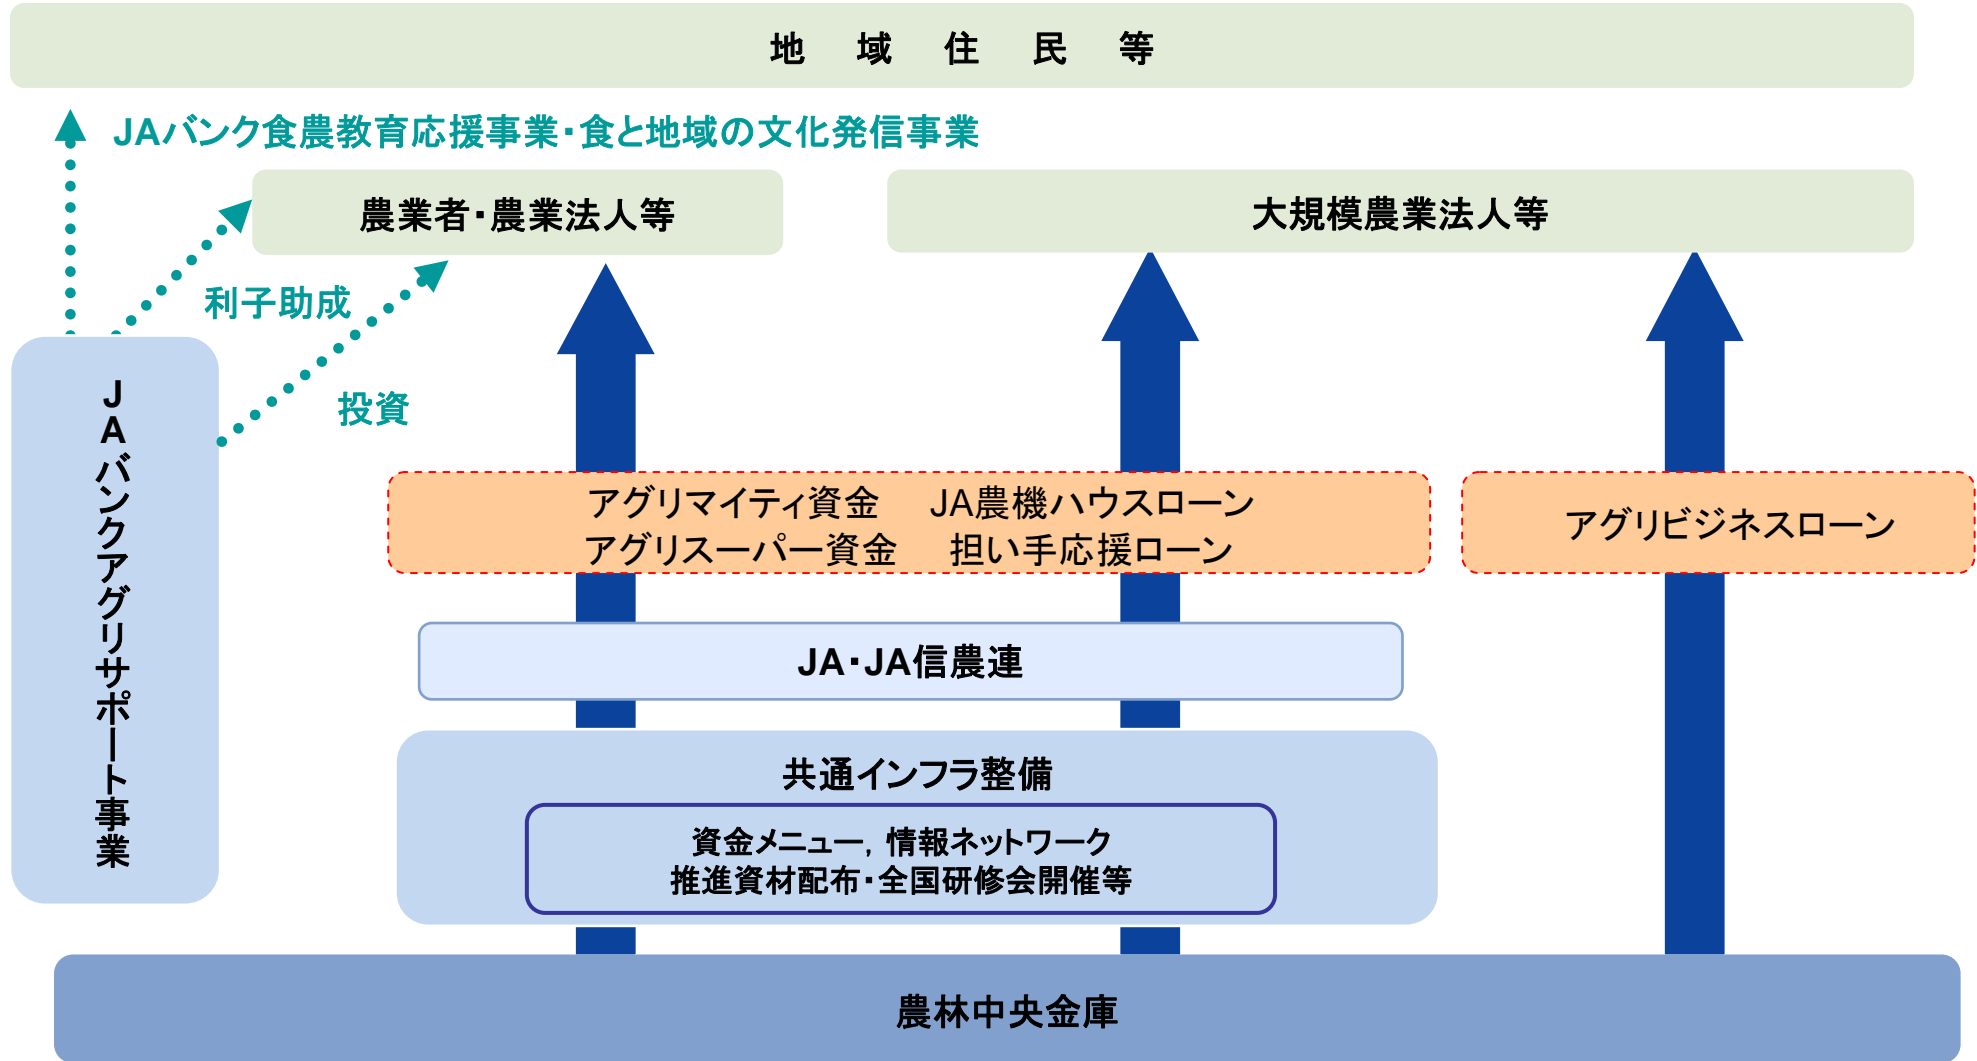 地域住民等
JAバンク食農教育応援事業・食と地域の文化発信事業
農業者・農業法人等
大規模農業法人等
利子助成
投資
JAバンクアグリサポート事業
アグリマイティ資金 JA農機ハウスローン
アグリスーパー資金 担い手応援ローン
アグリビジネスローン
JA・JA信農連
共通インフラ整備
資金メニュー, 情報ネットワーク
推進資材配布・全国研修会開催等
農林中央金庫